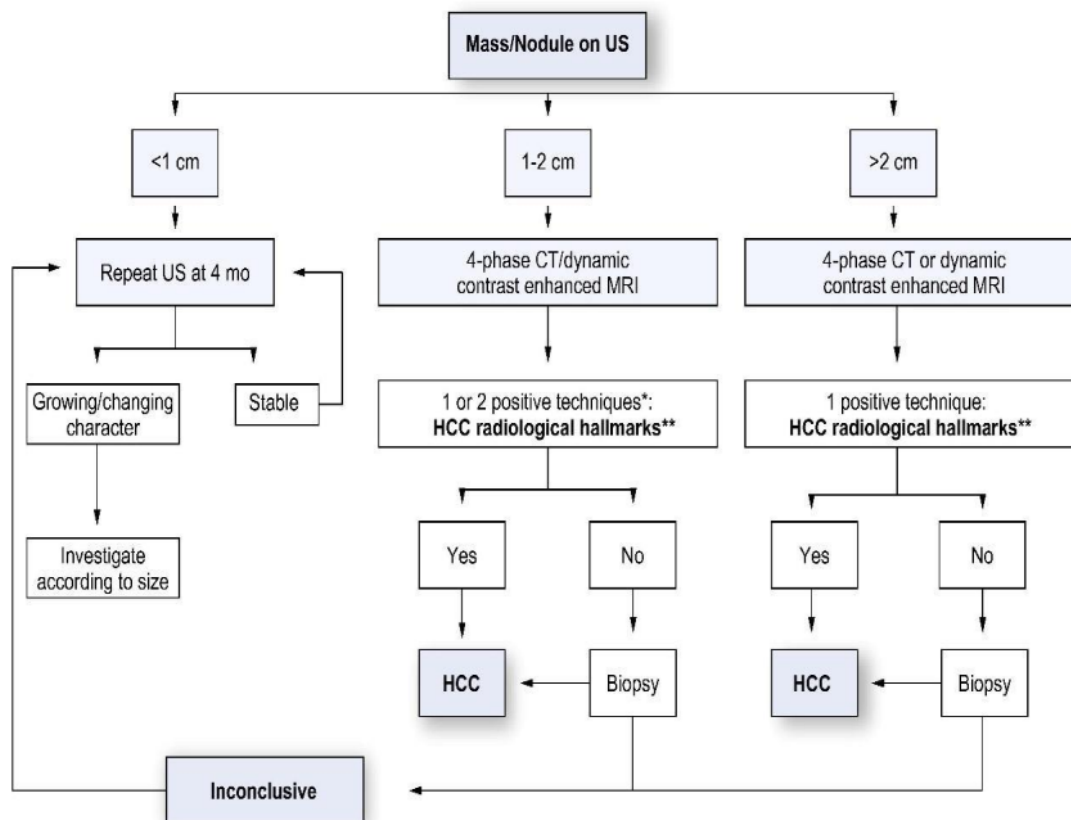 Mass/Nodule on US
<1 cm
1-2 cm
>2 cm
Repeat US at 4 mo
4-phase CT/dynamic
contrast enhanced MRI
4-phase CT or dynamic
contrast enhanced MRI
Growing/changing
character
Stable
1 or 2 positive techniques*:
HCC radiological hallmarks**
1 positive technique:
HCC radiological hallmarks**
Investigate
according to size
Yes
No
Yes
No
HCC
Biopsy
HCC
Biopsy
Inconclusive